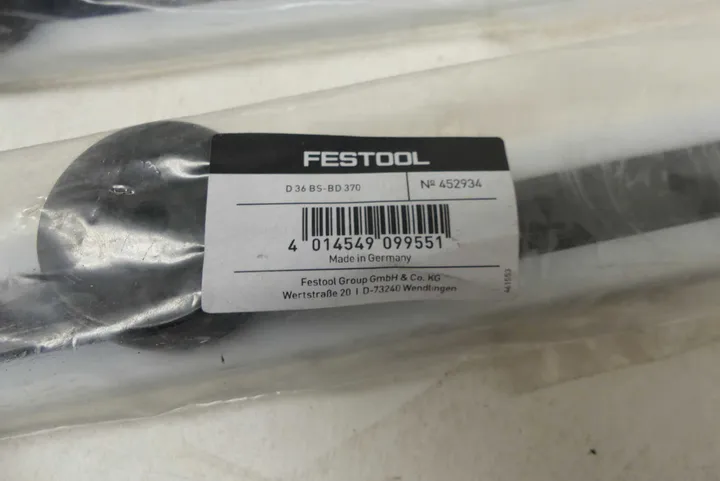 FESTOOL
D 36 BS-BD 370
Nº 452934
4 014549 099551
Made in Germany
Festool Group GmbH & Co. KG
Wertstraße 20 I D-73240 Wendlingen